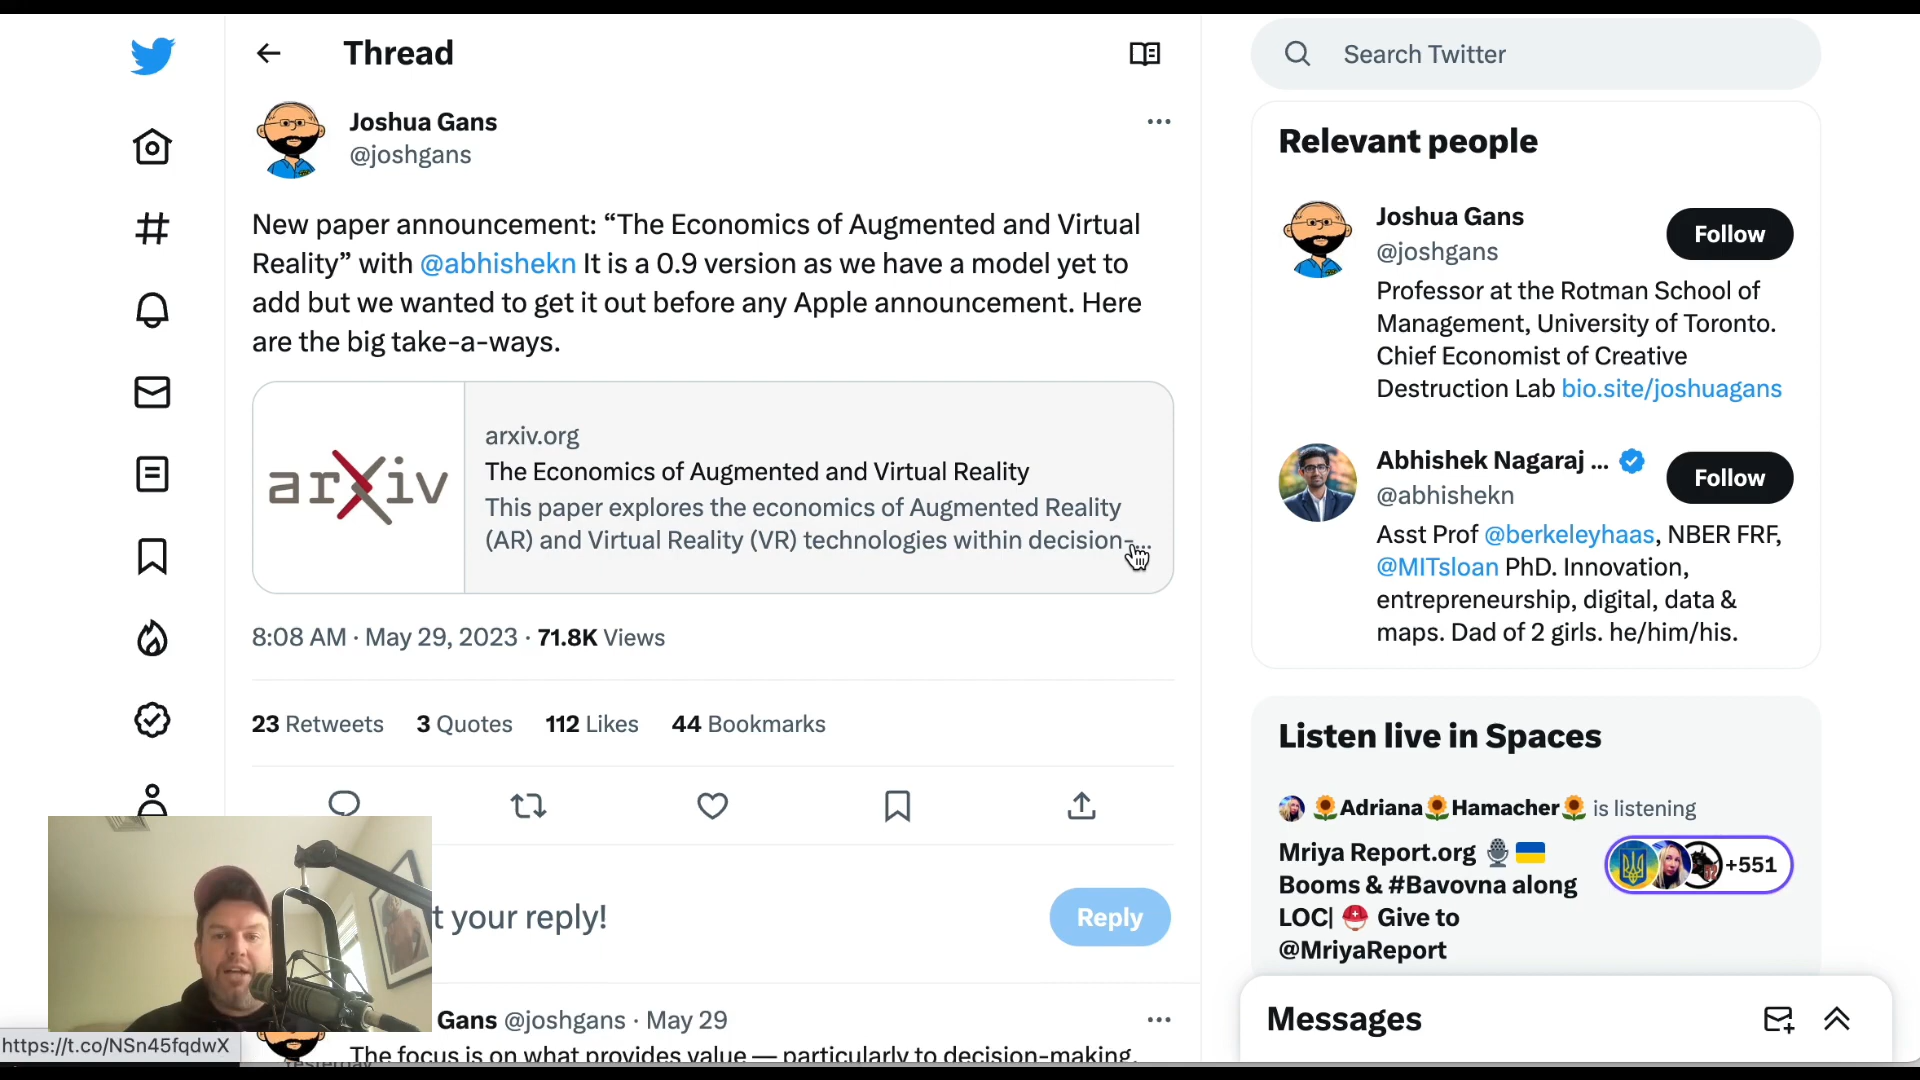 Thread
Search Twitter
Joshua Gans
@joshgans
New paper announcement: “The Economics of Augmented and Virtual
Reality” with @abhishekn It is a 0.9 version as we have a model yet to
add but we wanted to get it out before any Apple announcement. Here
are the big take-a-ways.
arXiv
arxiv.org
The Economics of Augmented and Virtual Reality
This paper explores the economics of Augmented Reality
(AR) and Virtual Reality (VR) technologies within decision-...
8:08 AM · May 29, 2023 · 71.8K Views
23 Retweets 3 Quotes 112 Likes 44 Bookmarks
t your reply!
Reply
Gans @joshgans · May 29
The focus is on what provides value — particularly to decision-making.
https://t.co/NSn45fqdwX
Relevant people
Joshua Gans
@joshgans
Follow
Professor at the Rotman School of
Management, University of Toronto.
Chief Economist of Creative
Destruction Lab bio.site/joshuagans
Abhishek Nagaraj ...
@abhishekn
Follow
Asst Prof @berkeleyhaas, NBER FRF,
@MITsloan PhD. Innovation,
entrepreneurship, digital, data &
maps. Dad of 2 girls. he/him/his.
Listen live in Spaces
🌻Adriana🌻Hamacher🌻 is listening
Mriya Report.org 🎙️🇺🇦
Booms & #Bavovna along
LOC| ⛑️ Give to
@MriyaReport
+551
Messages